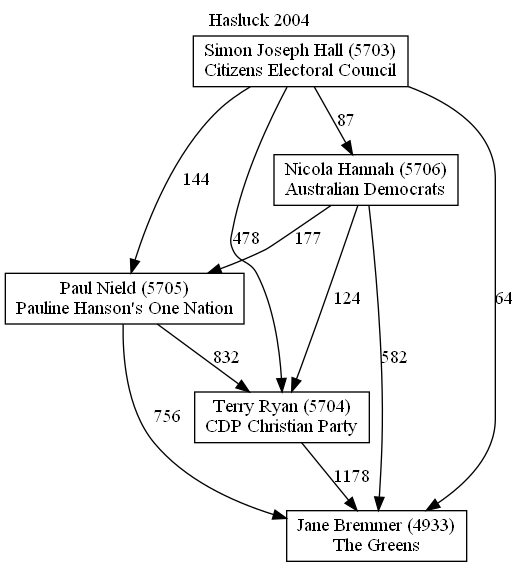 Hasluck 2004
Simon Joseph Hall (5703)
Citizens Electoral Council
87
Nicola Hannah (5706)
Australian Democrats
144
478
177
64
Paul Nield (5705)
Pauline Hanson's One Nation
124
832
582
Terry Ryan (5704)
CDP Christian Party
756
1178
Jane Bremmer (4933)
The Greens